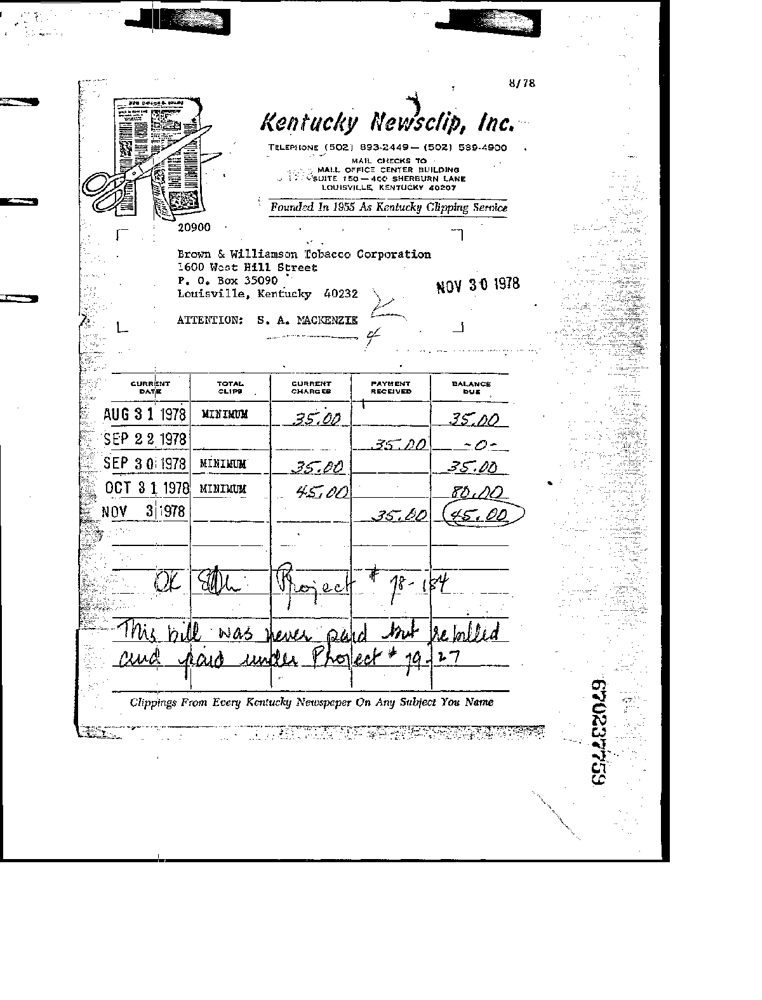 8/78
Kentucky Newsclip, Inc.
TELEPHONE (502) 893-2449 — (502) 589-4900
MAIL CHECKS TO
MALL OFFICE CENTER BUILDING
SUITE 150 — 400 SHERBURN LANE
LOUISVILLE, KENTUCKY 40207
Founded In 1955 As Kentucky Clipping Service
20900
Brown & Williamson Tobacco Corporation
1600 West Hill Street
P. O. Box 35090
Louisville, Kentucky 40232
NOV 30 1978
ATTENTION: S. A. MACKENZIE
CURRENT DATE TOTAL CLIPS CURRENT CHARGES PAYMENT RECEIVED BALANCE DUE
AUG 31 1978 MINIMUM 35.00 35.00
SEP 22 1978 35.00 -0-
SEP 30 1978 MINIMUM 35.00 35.00
OCT 31 1978 MINIMUM 45.00 80.00
NOV 3 1978 35.00 45.00
OK Project # 78-184
This bill was never paid but rebilled
and paid under Project # 79-27
Clippings From Every Kentucky Newspaper On Any Subject You Name
670237759